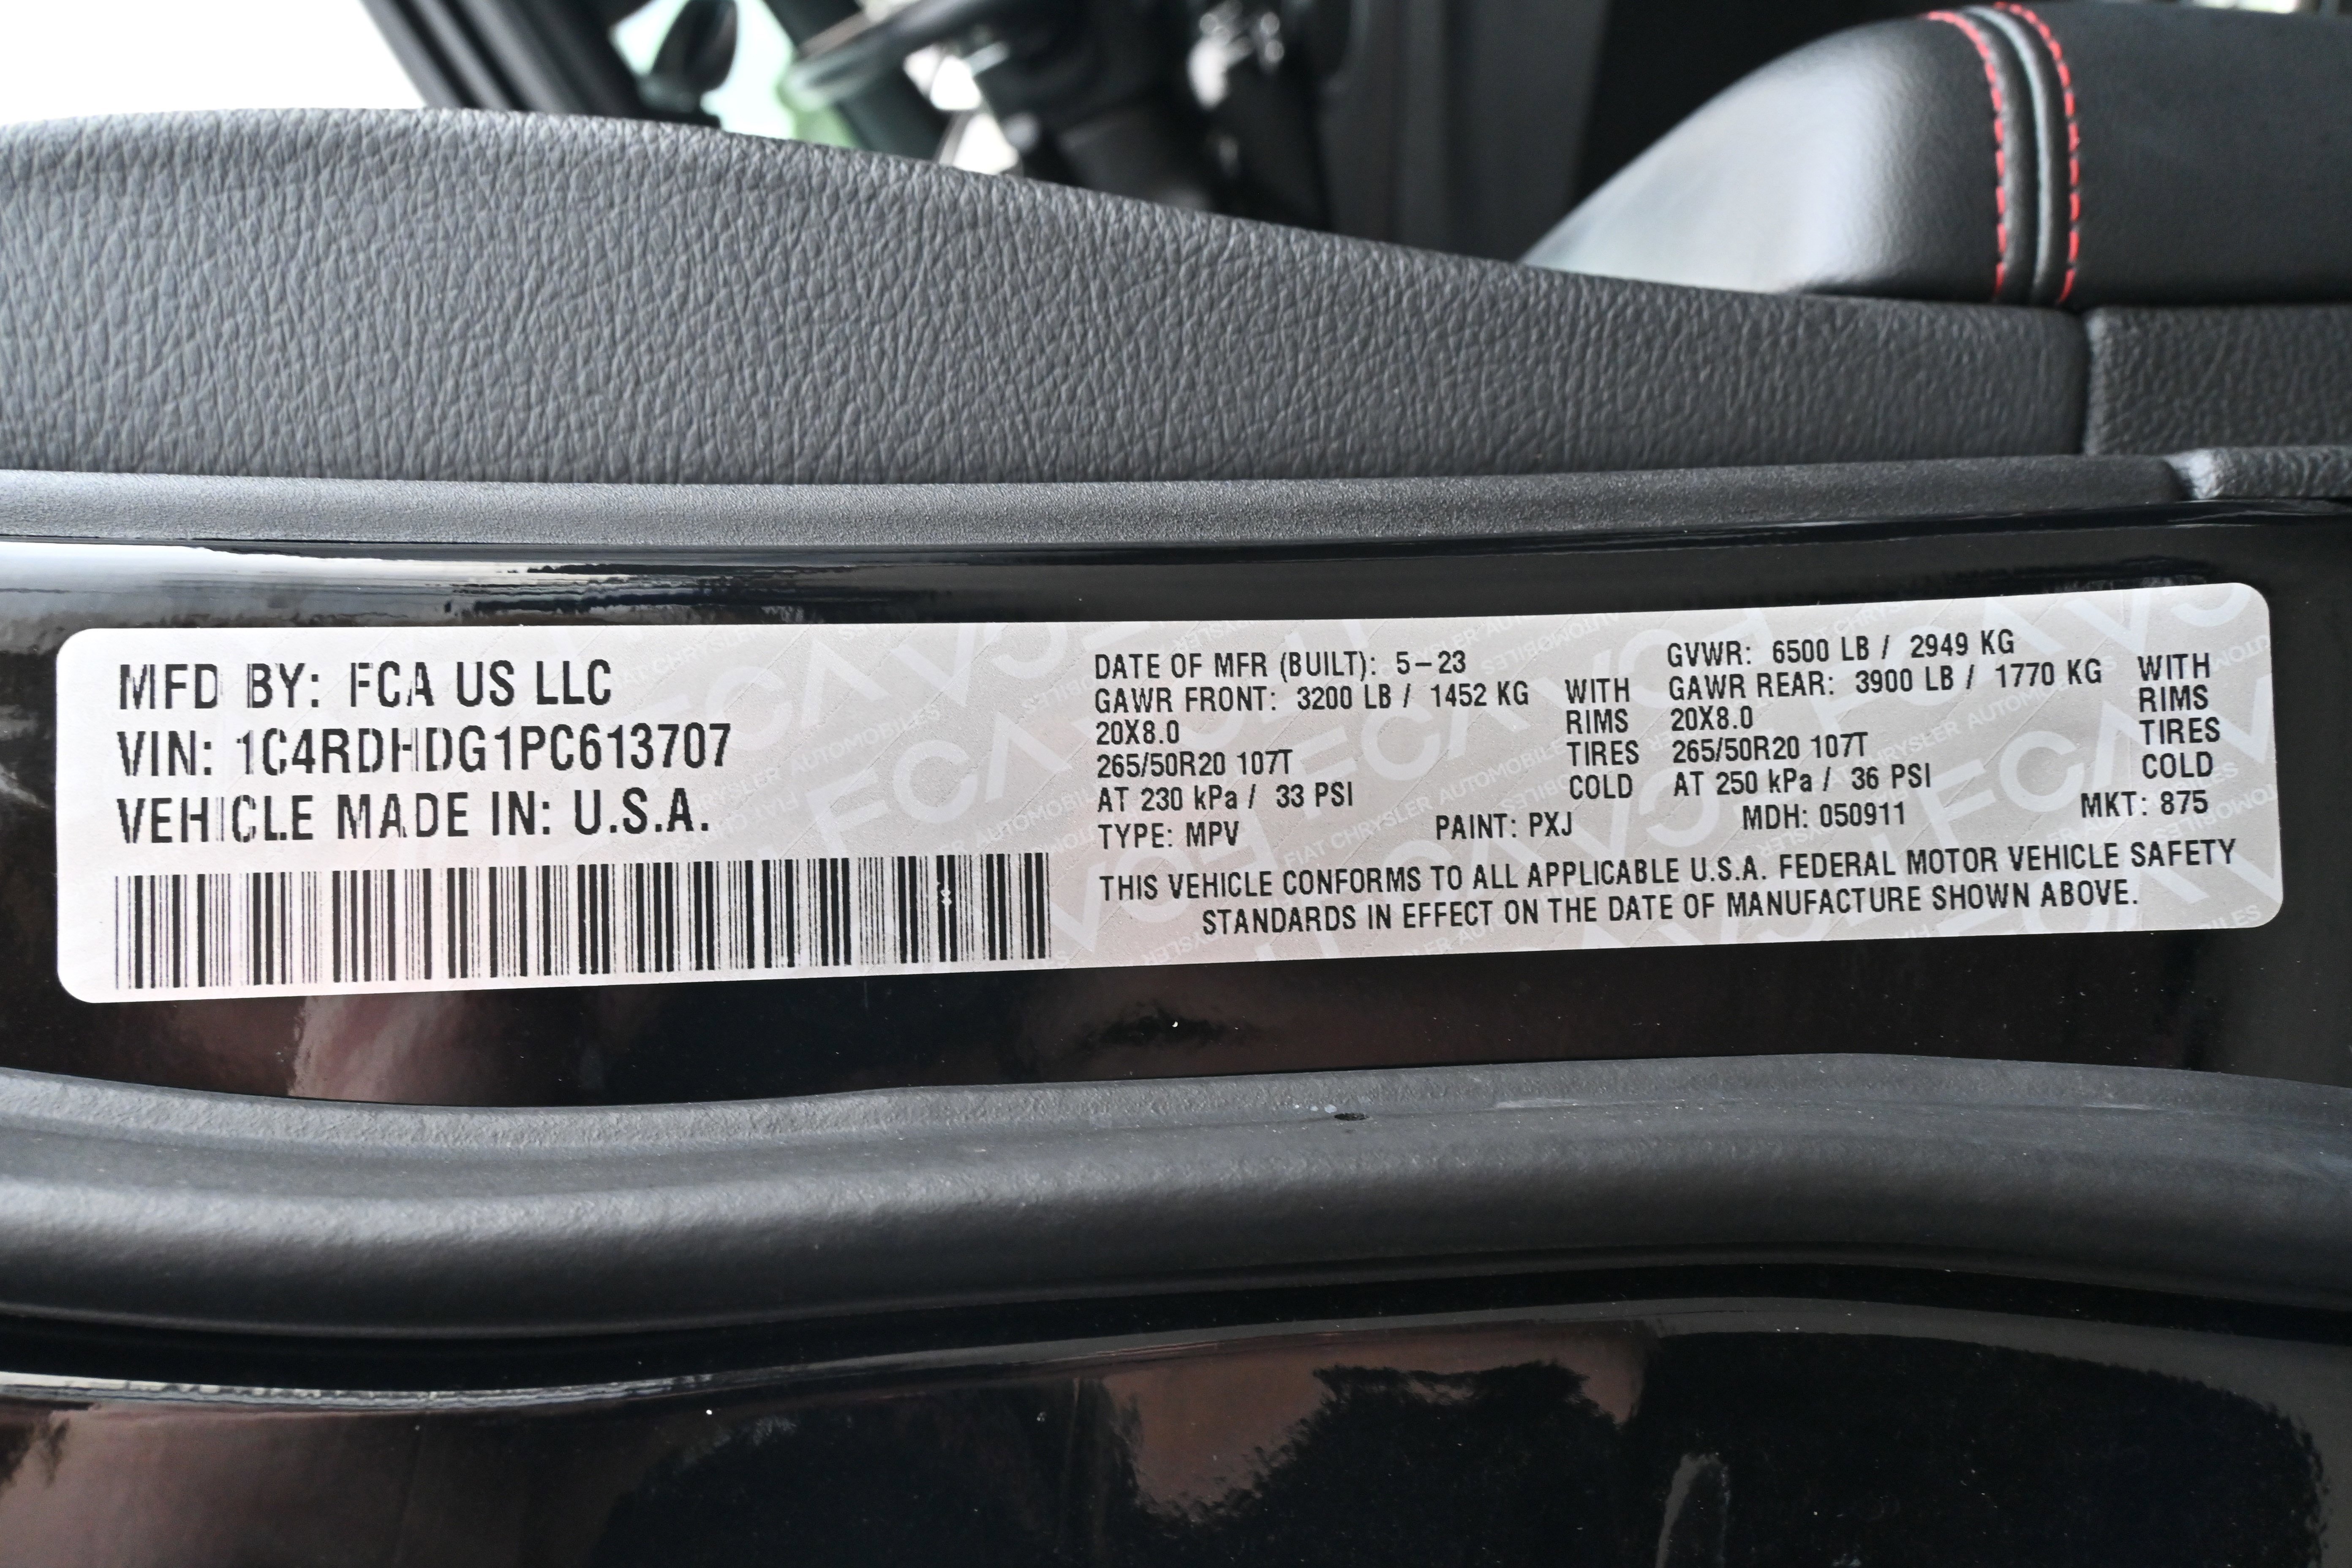 MFD BY: FCA US LLC
VIN: 1C4RDHDG1PC613707
VEHICLE MADE IN: U.S.A.
DATE OF MFR (BUILT): 5-23
GAWR FRONT: 3200 LB / 1452 KG WITH
20X8.0 RIMS
265/50R20 107T TIRES
AT 230 kPa / 33 PSI COLD
GVWR: 6500 LB / 2949 KG
GAWR REAR: 3900 LB / 1770 KG WITH
20X8.0 RIMS
265/50R20 107T TIRES
AT 250 kPa / 36 PSI COLD
TYPE: MPV PAINT: PXJ MDH: 050911 MKT: 875
THIS VEHICLE CONFORMS TO ALL APPLICABLE U.S.A. FEDERAL MOTOR VEHICLE SAFETY
STANDARDS IN EFFECT ON THE DATE OF MANUFACTURE SHOWN ABOVE.